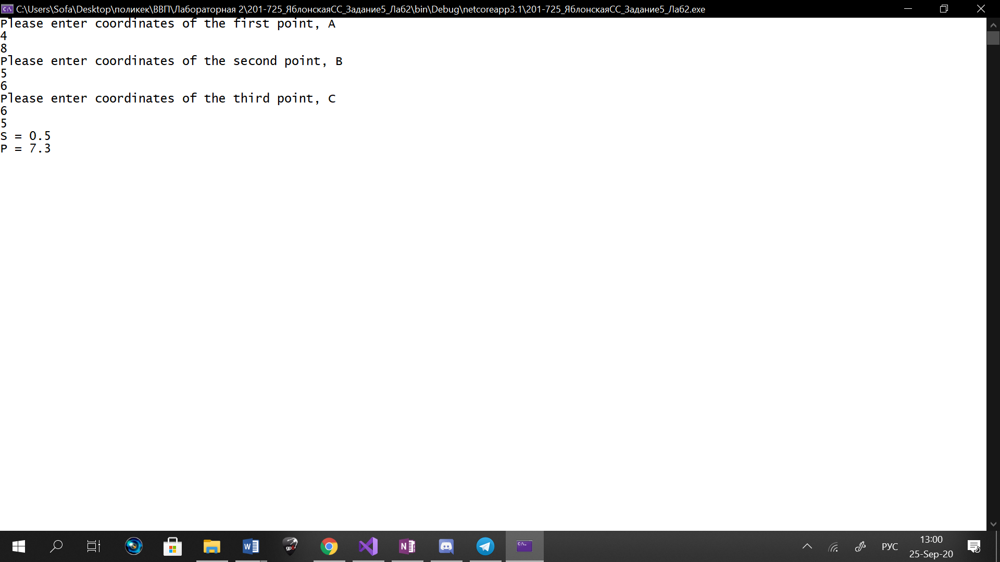 C:\Users\Sofa\Desktop\поликек\ВВП\Лабораторная 2\201-725_ЯблонскаяСС_Задание5_Лаб2\bin\Debug\netcoreapp3.1\201-725_ЯблонскаяСС_Задание5_Лаб2.exe
Please enter coordinates of the first point, A
4
8
Please enter coordinates of the second point, B
5
6
Please enter coordinates of the third point, C
6
5
S = 0.5
P = 7.3
РУС
13:00
25-Sep-20